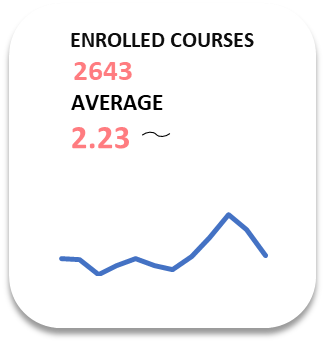 ENROLLED COURSES
2643
AVERAGE
2.23 ~